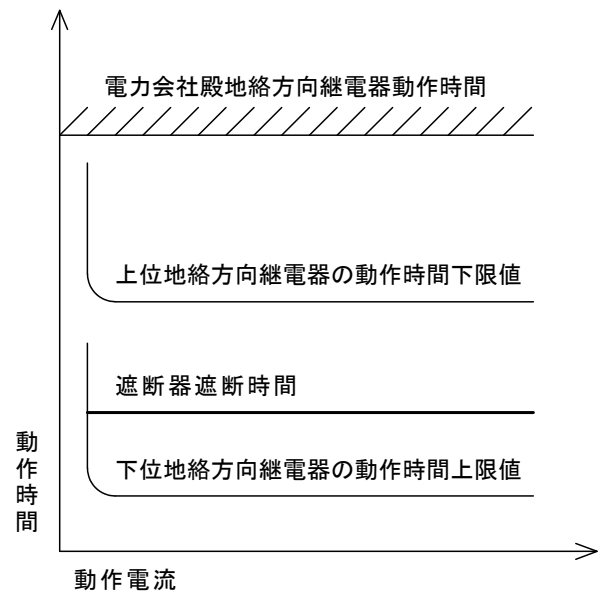 電力会社殿地絡方向継電器動作時間
上位地絡方向継電器の動作時間下限値
遮断器遮断時間
下位地絡方向継電器の動作時間上限値
動作時間
動作電流